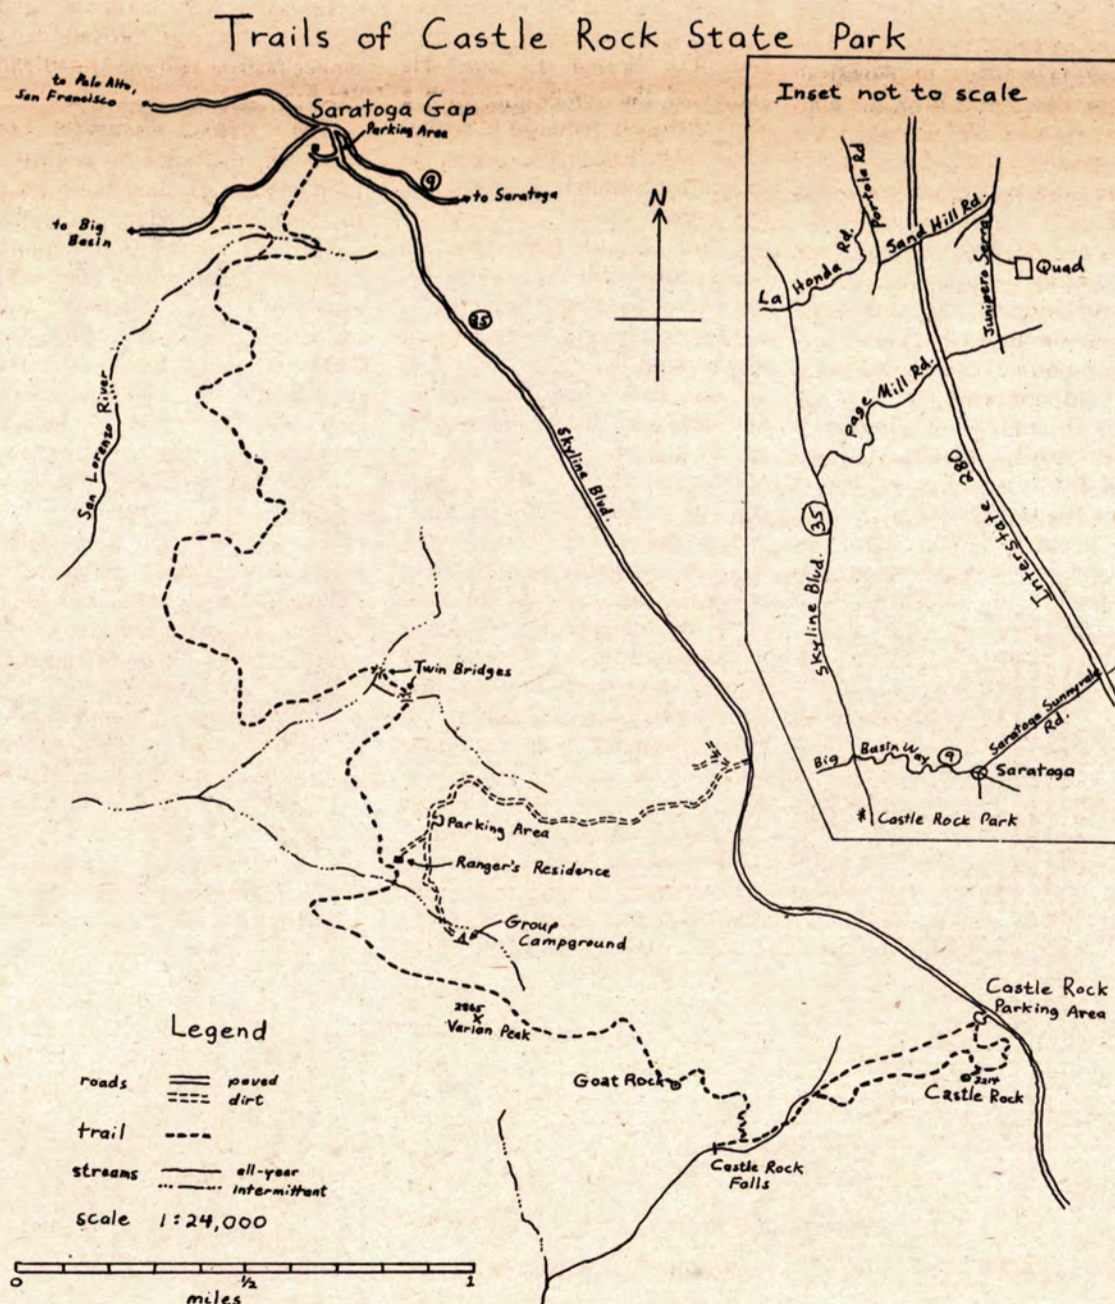 Trails of Castle Rock State Park
to Palo Alto,
San Francisco
Saratoga Gap
Parking Area
9
to Saratoga
to Big
Basin
35
San Lorenzo River
Skyline Blvd.
N
Inset not to scale
Portola Rd
La Honda Rd.
Sand Hill Rd.
Junipero Serra
Quad
Page Mill Rd.
Interstate 280
35
Skyline Blvd.
Saratoga Sunnyvale
Rd.
Big Basin Way
9
Saratoga
* Castle Rock Park
Twin Bridges
Parking Area
Ranger's Residence
Group
Campground
2865
x
Varion Peak
Goat Rock
Castle Rock
Parking Area
2214
Castle Rock
Castle Rock
Falls
Legend
roads
paved
dirt
trail
streams
all-year
intermittant
scale 1:24,000
0 1/2 1
miles